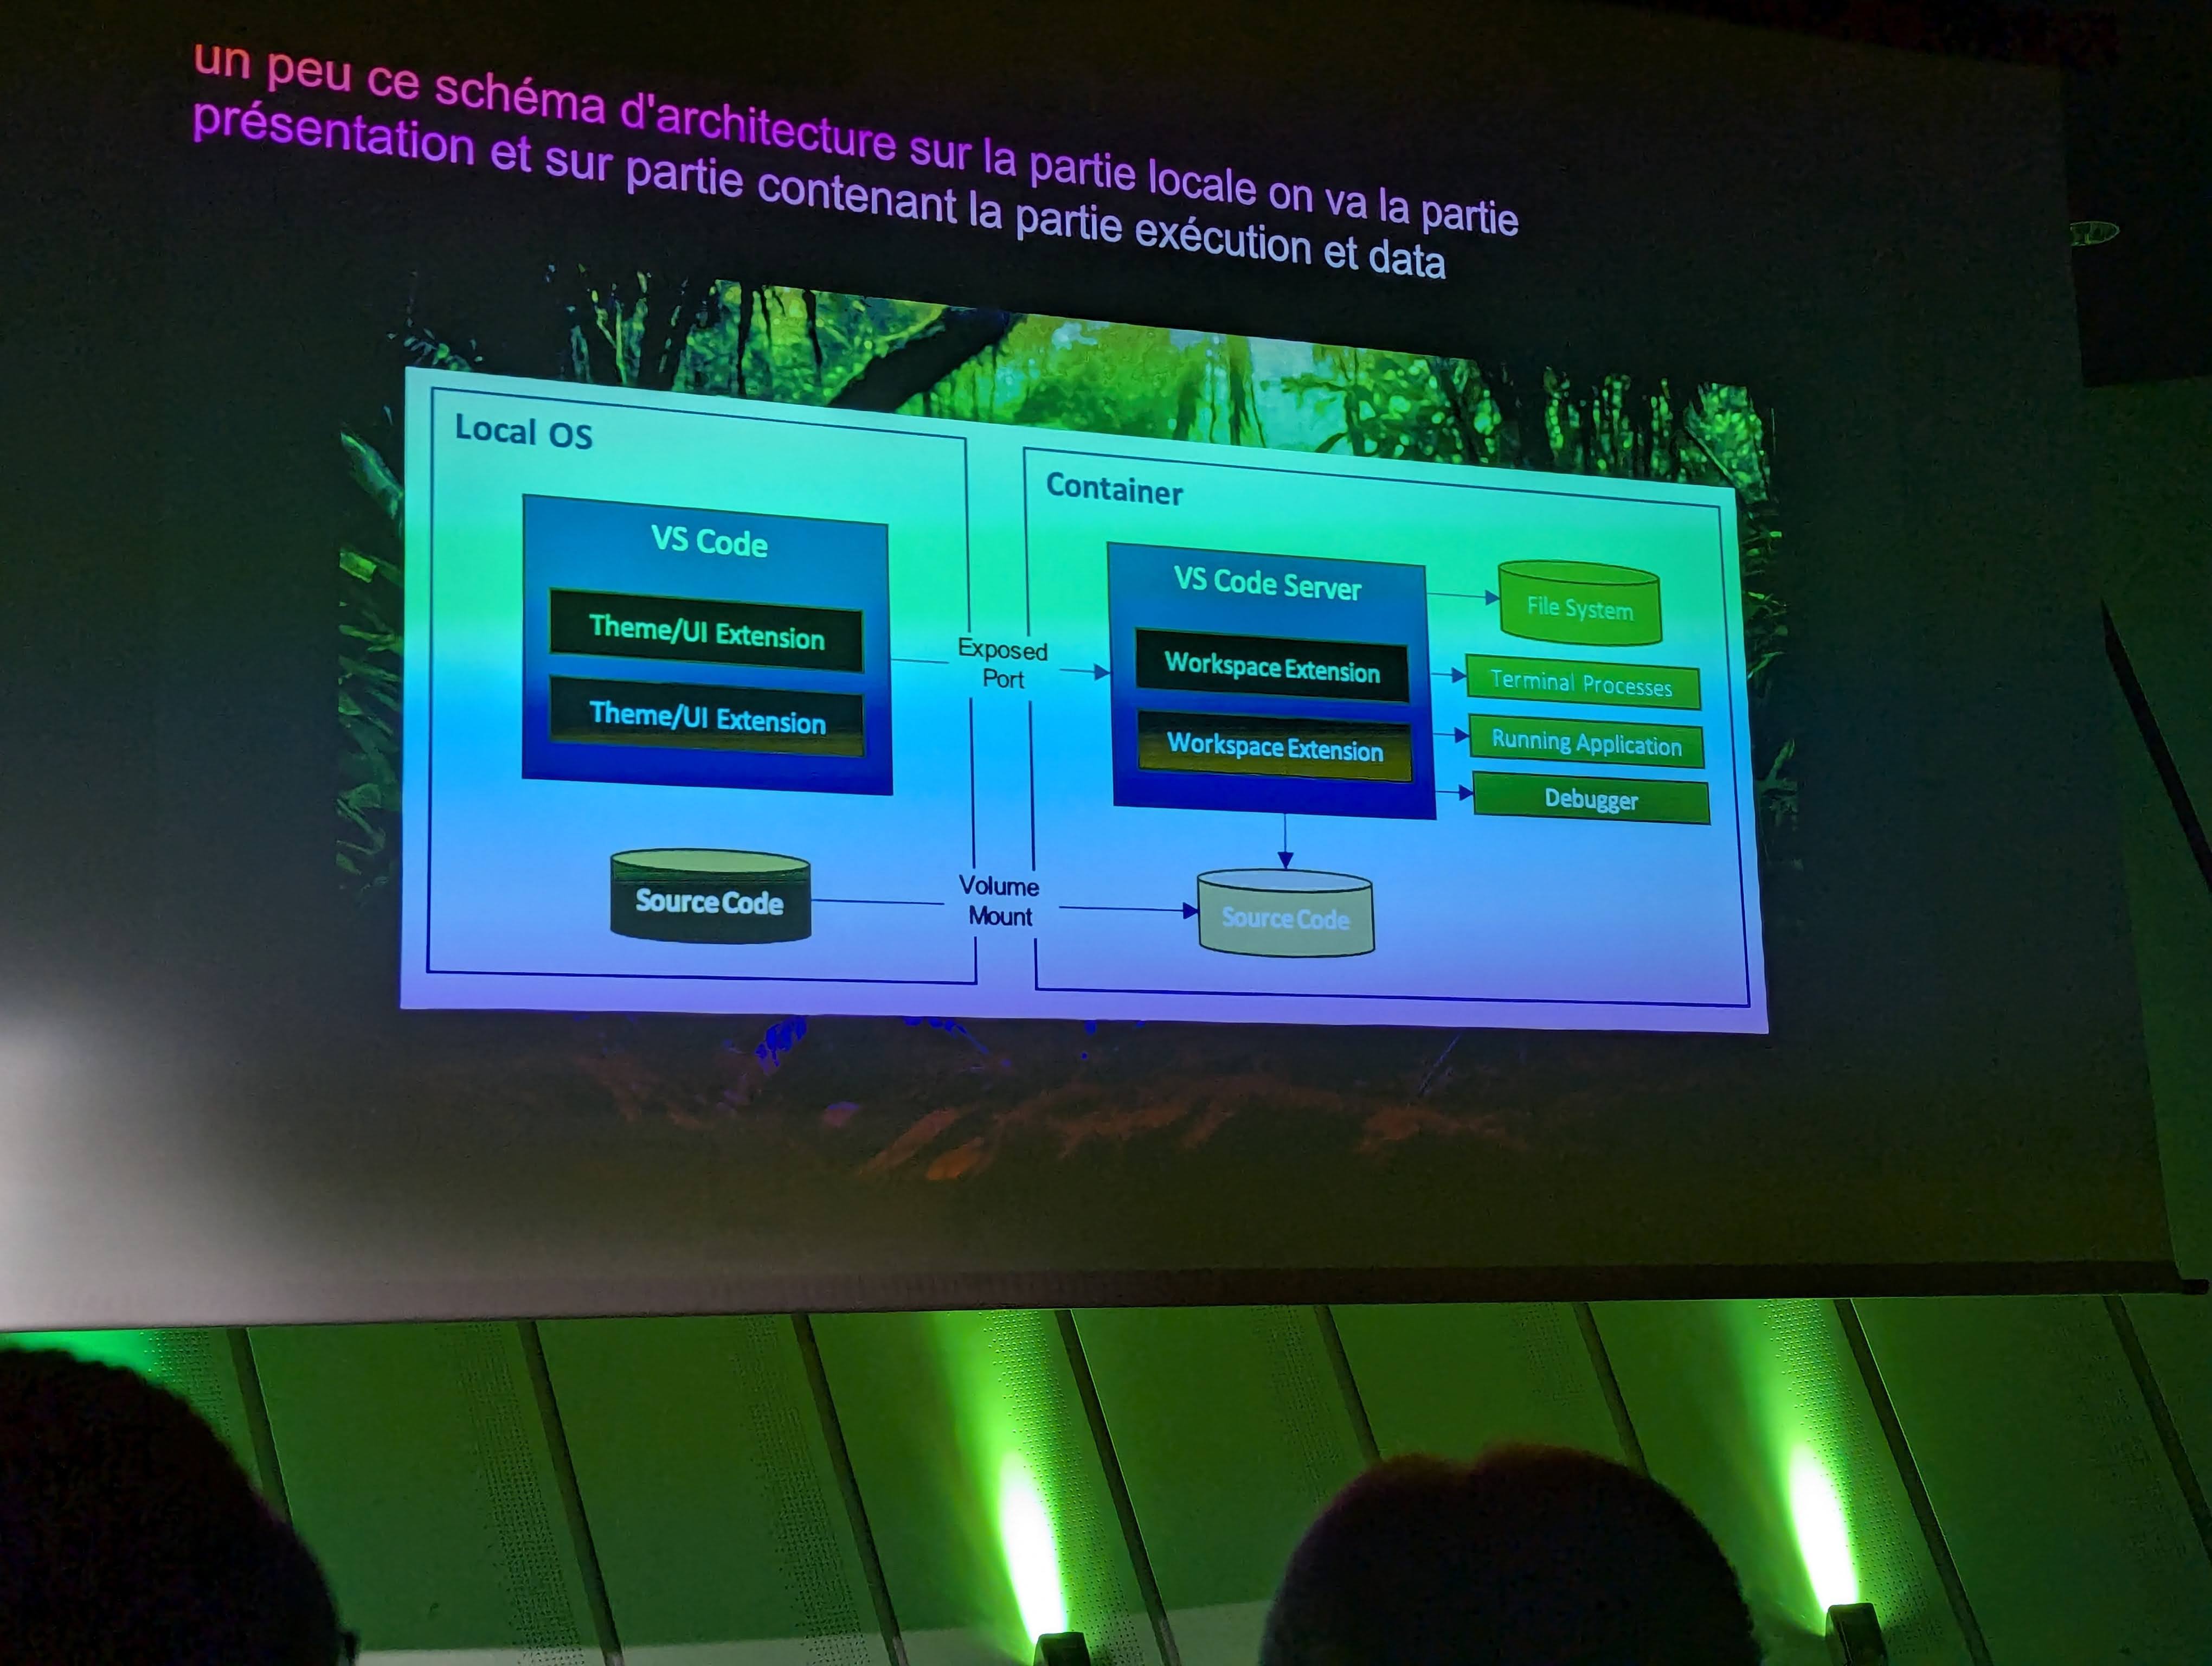 un peu ce schéma d'architecture sur la partie locale on va la partie
présentation et sur partie contenant la partie exécution et data
Local OS
VS Code
Theme/UI Extension
Theme/UI Extension
Source Code
Exposed
Port
Volume
Mount
Container
VS Code Server
Workspace Extension
Workspace Extension
File System
Terminal Processes
Running Application
Debugger
Source Code